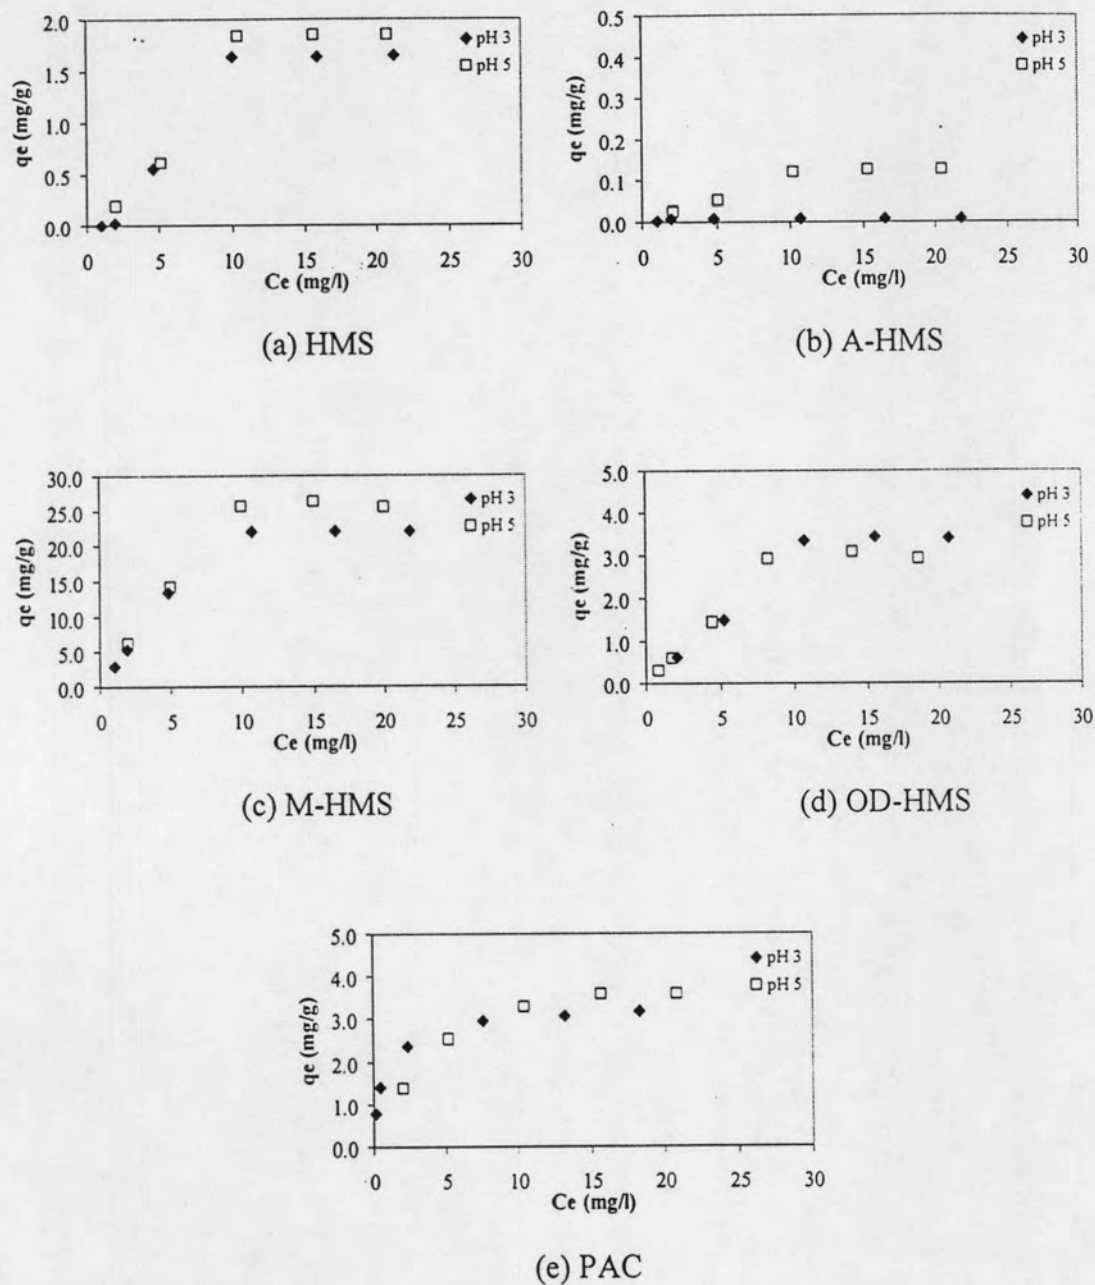 2.0
1.5
1.0
0.5
0.0
qe (mg/g)
pH 3
pH 5
0 5 10 15 20 25 30
Ce (mg/l)
(a) HMS
0.5
0.4
0.3
0.2
0.1
0.0
qe (mg/g)
pH 3
pH 5
0 5 10 15 20 25 30
Ce (mg/l)
(b) A-HMS
30.0
25.0
20.0
15.0
10.0
5.0
0.0
qe (mg/g)
pH 3
pH 5
0 5 10 15 20 25 30
Ce (mg/l)
(c) M-HMS
5.0
4.0
3.0
2.0
1.0
0.0
qe (mg/g)
pH 3
pH 5
0 5 10 15 20 25 30
Ce (mg/l)
(d) OD-HMS
5.0
4.0
3.0
2.0
1.0
0.0
qe (mg/g)
pH 3
pH 5
0 5 10 15 20 25 30
Ce (mg/l)
(e) PAC